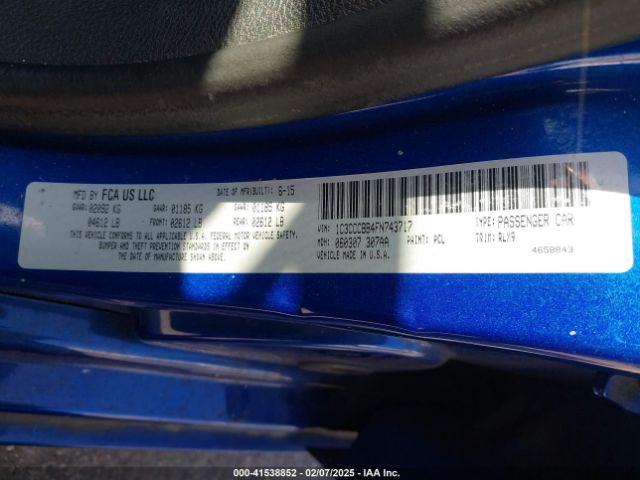 MFD BY FCA US LLC DATE OF MFR(BUILT): 6-15
GVWR: 02092 KG GAWR: 01185 KG GAWR: 01185 KG
04612 LB FRONT: 02612 LB REAR: 02612 LB
THIS VEHICLE CONFORMS TO ALL APPLICABLE U.S.A. FEDERAL MOTOR VEHICLE SAFETY,
BUMPER AND THEFT PREVENTION STANDARDS IN EFFECT ON
THE DATE OF MANUFACTURE SHOWN ABOVE.
VIN: 1C3CCCBB4FN743717 TYPE: PASSENGER CAR
MDH: 060307 307AA PAINT: PCL TRIM: RLX9
VEHICLE MADE IN U.S.A. 4658843
000-41538852 - 02/07/2025 - IAA Inc.